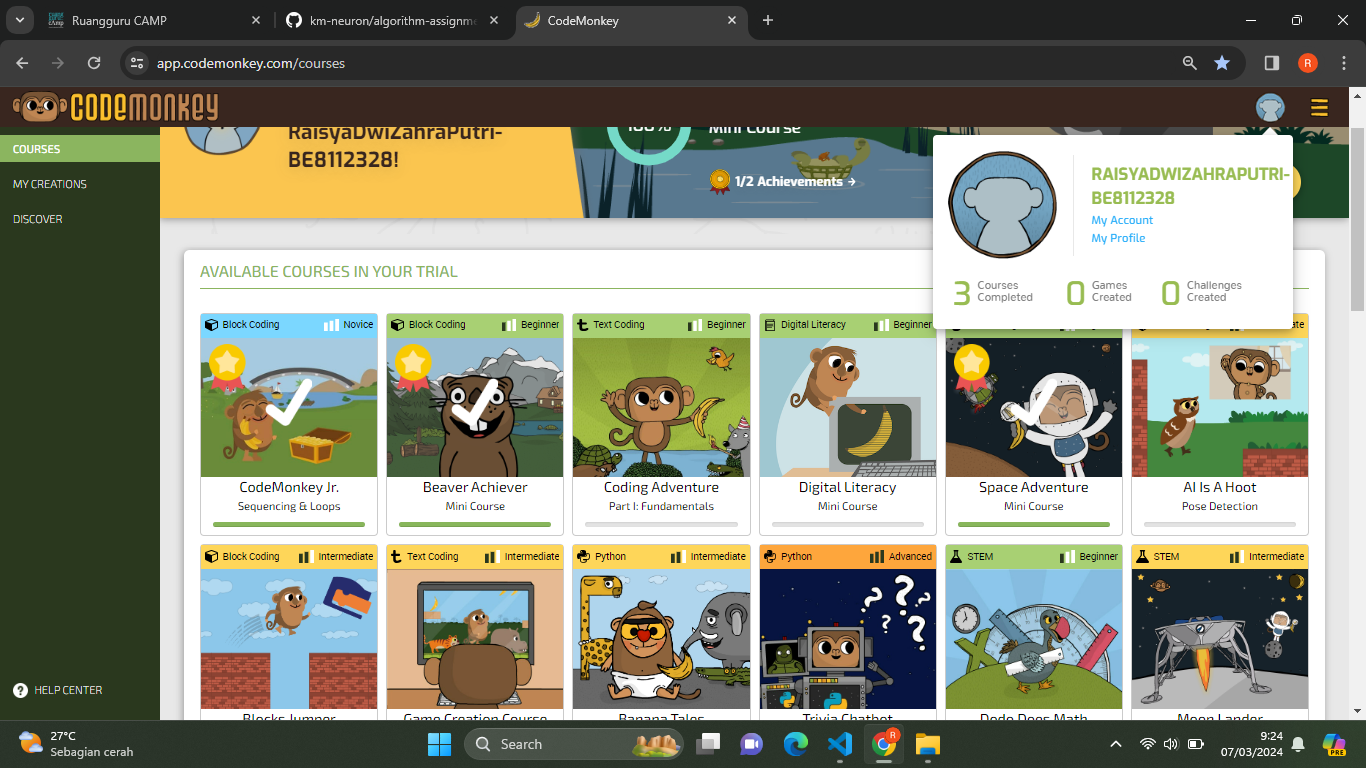 Ruangguru CAMP
km-neuron/algorithm-assignme
CodeMonkey
app.codemonkey.com/courses
R
CODEMONKEY
COURSES
MY CREATIONS
DISCOVER
HELP CENTER
RaisyaDwiZahraPutri-
BE8112328!
100%
Mini Course
1/2 Achievements →
RAISYADWIZAHRAPUTRI-
BE8112328
My Account
My Profile
3 Courses Completed
0 Games Created
0 Challenges Created
AVAILABLE COURSES IN YOUR TRIAL
Block Coding Novice
CodeMonkey Jr.
Sequencing & Loops
Block Coding Beginner
Beaver Achiever
Mini Course
Text Coding Beginner
Coding Adventure
Part I: Fundamentals
Digital Literacy Beginner
Digital Literacy
Mini Course
Space Adventure
Mini Course
AI Is A Hoot
Pose Detection
Block Coding Intermediate
Blocks Jumper
Text Coding Intermediate
Game Creation Course
Python Intermediate
Banana Tales
Python Advanced
Trivia Chatbot
STEM Beginner
Dodo Does Math
STEM Intermediate
Moon Lander
27°C
Sebagian cerah
Search
R
9:24
07/03/2024
PRE